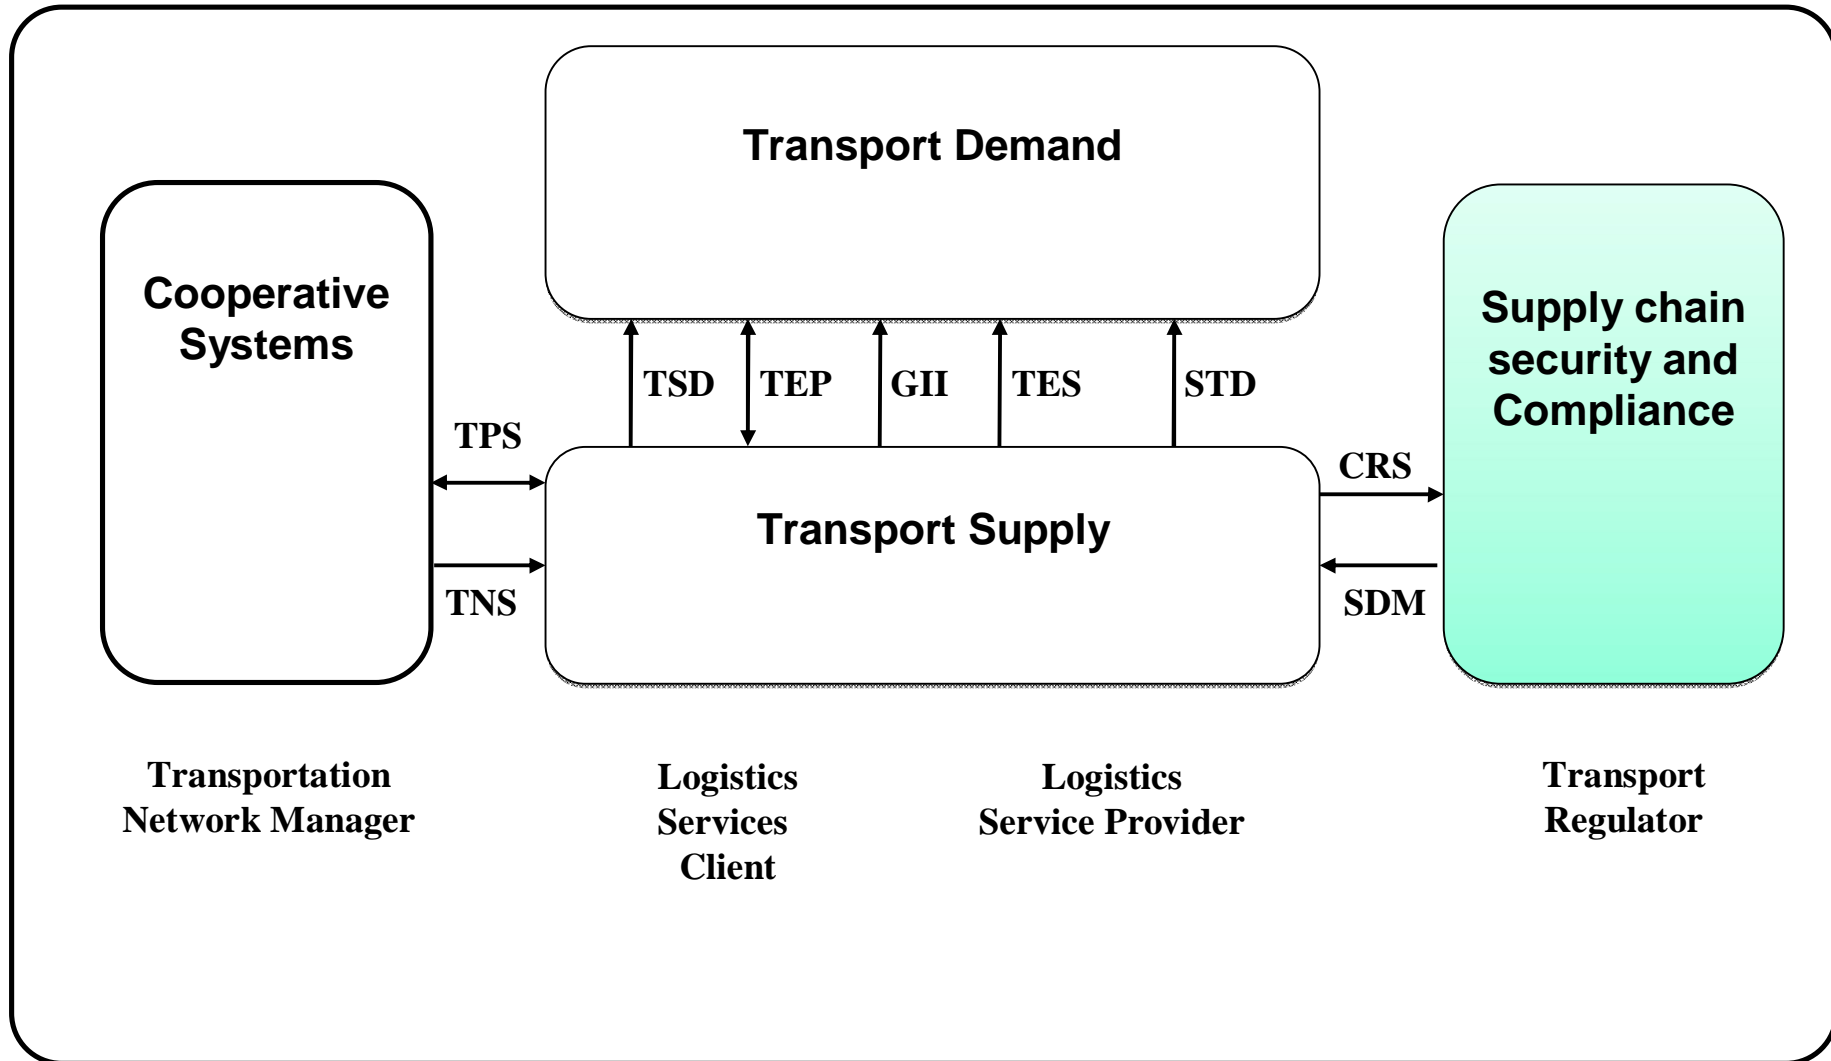 Transport Demand
Cooperative
Systems
Supply chain
security and
Compliance
TSD
TEP
GII
TES
STD
TPS
CRS
Transport Supply
TNS
SDM
Transportation
Network Manager
Logistics
Services
Client
Logistics
Service Provider
Transport
Regulator